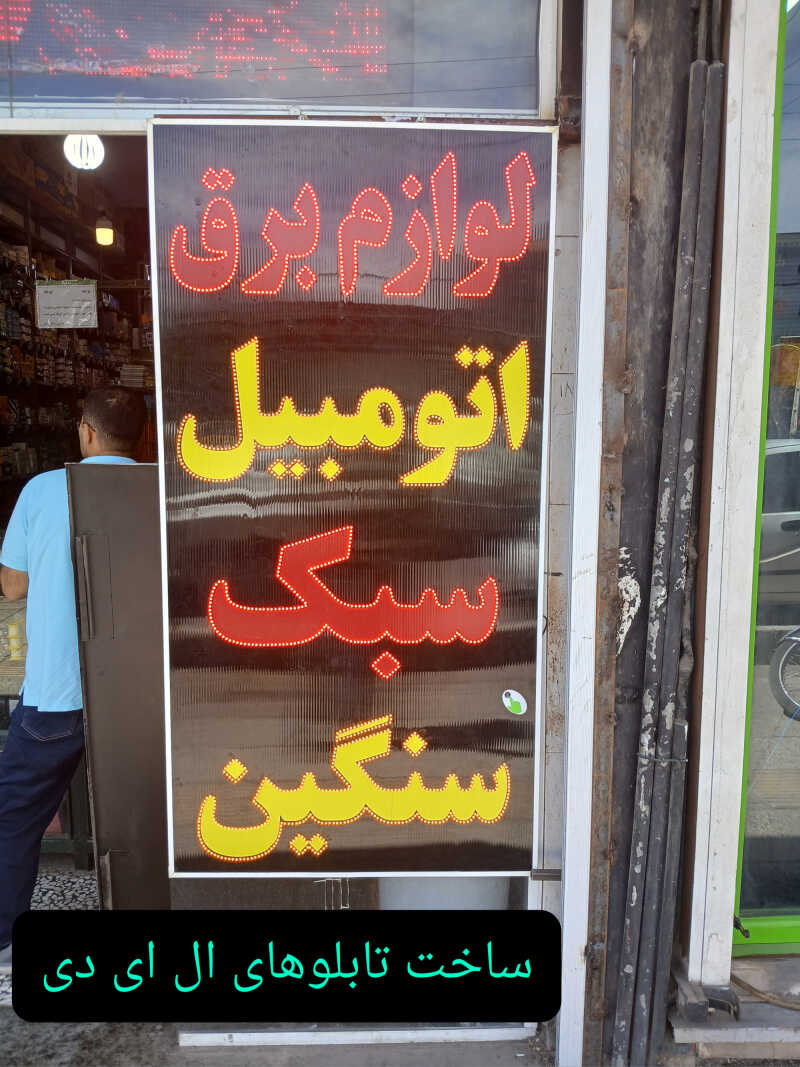 لوازم برق
اتومبیل
سبک
سنگین
ساخت تابلوهای ال ای دی